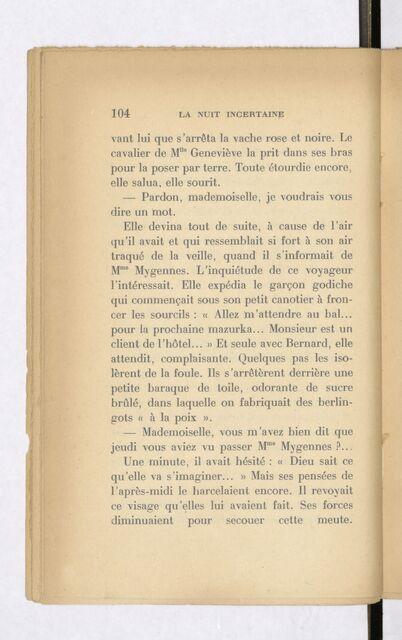 104 LA NUIT INCERTAINE
vant lui que s'arrêta la vache rose et noire. Le
cavalier de Mlle Geneviève la prit dans ses bras
pour la poser par terre. Toute étourdie encore,
elle salua, elle sourit.
— Pardon, mademoiselle, je voudrais vous
dire un mot.
Elle devina tout de suite, à cause de l'air
qu'il avait et qui ressemblait si fort à son air
traqué de la veille, quand il s'informait de
Mme Mygennes. L'inquiétude de ce voyageur
l'intéressait. Elle expédia le garçon godiche
qui commençait sous son petit canotier à fron-
cer les sourcils : « Allez m'attendre au bal...
pour la prochaine mazurka... Monsieur est un
client de l'hôtel... » Et seule avec Bernard, elle
attendit, complaisante. Quelques pas les iso-
lèrent de la foule. Ils s'arrêtèrent derrière une
petite baraque de toile, odorante de sucre
brûlé, dans laquelle on fabriquait des berlin-
gots « à la poix ».
— Mademoiselle, vous m'avez bien dit que
jeudi vous aviez vu passer Mme Mygennes ?...
Une minute, il avait hésité : « Dieu sait ce
qu'elle va s'imaginer... » Mais ses pensées de
l'après-midi le harcelaient encore. Il revoyait
ce visage qu'elles lui avaient fait. Ses forces
diminuaient pour secouer cette meute.